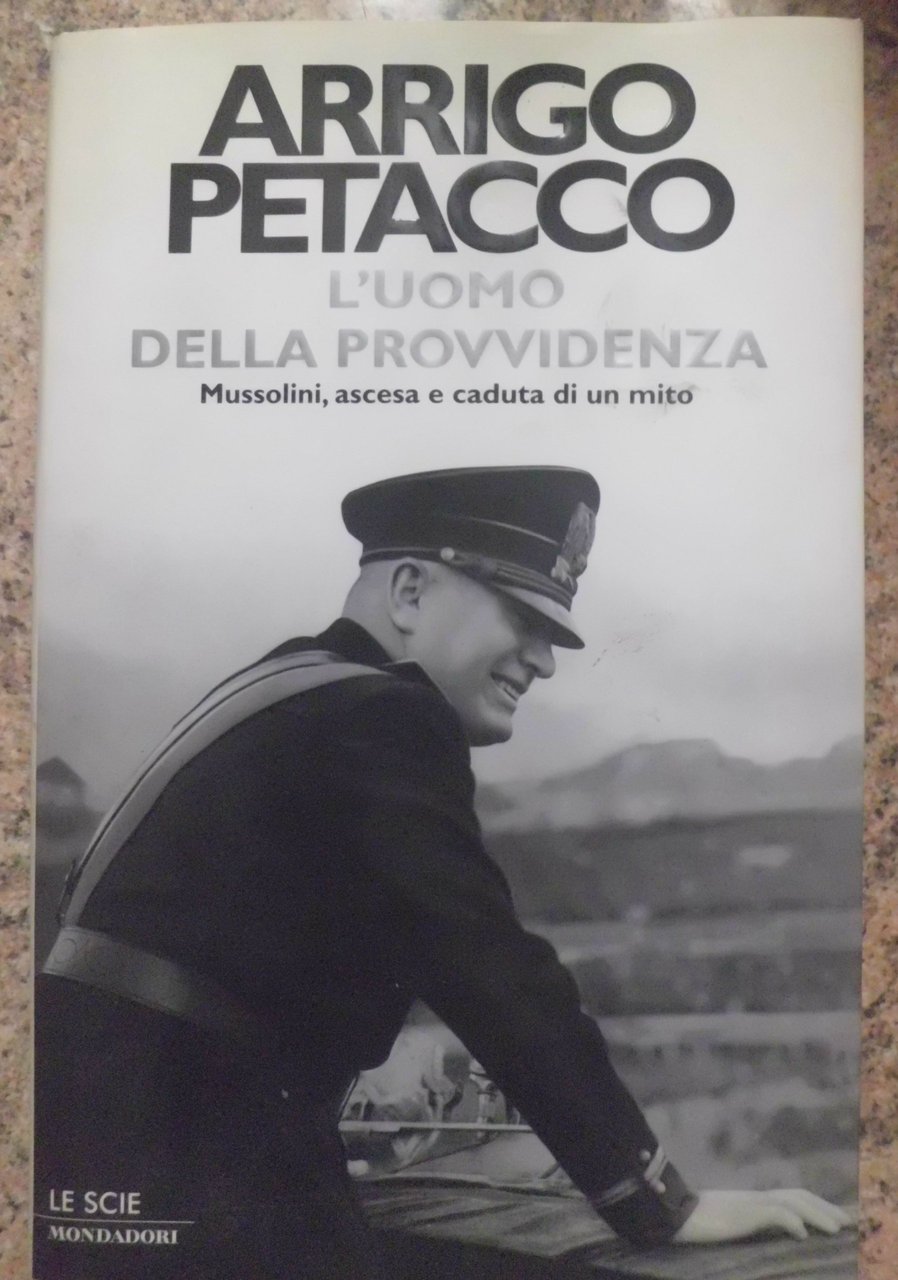 ARRIGO
PETACCO
L'UOMO
DELLA PROVVIDENZA
Mussolini, ascesa e caduta di un mito
LE SCIE
MONDADORI